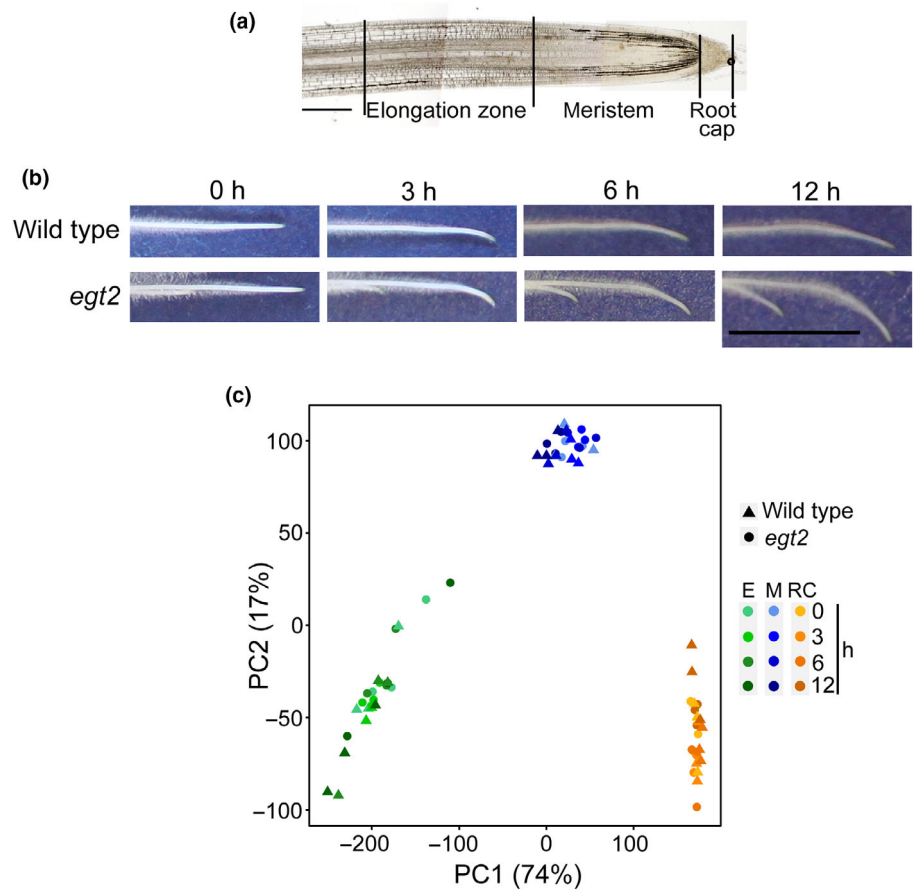 (a)
Elongation zone
Meristem
Root cap
(b)
0 h
3 h
6 h
12 h
Wild type
egt2
(c)
100
50
0
−50
−100
PC2 (17%)
−200
−100
0
100
PC1 (74%)
Wild type
egt2
E M RC
0
3
6
12
h